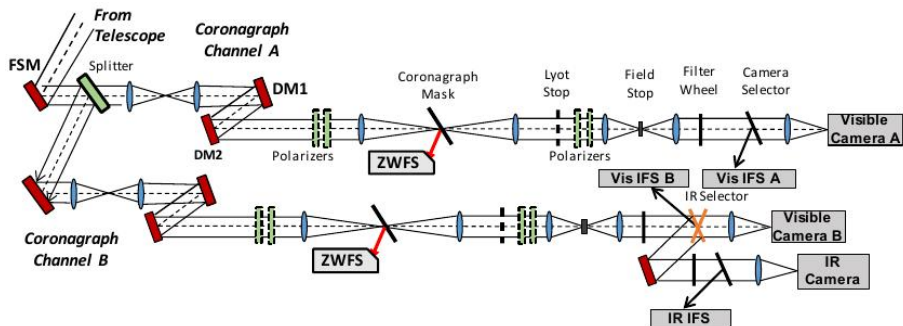 From
Telescope
Coronagraph
Channel A
FSM
Splitter
DM1
DM2
Polarizers
Coronagraph
Mask
ZWFS
Lyot
Stop
Polarizers
Field
Stop
Filter
Wheel
Camera
Selector
Visible
Camera A
Vis IFS B
Vis IFS A
IR Selector
Coronagraph
Channel B
ZWFS
Visible
Camera B
IR
Camera
IR IFS